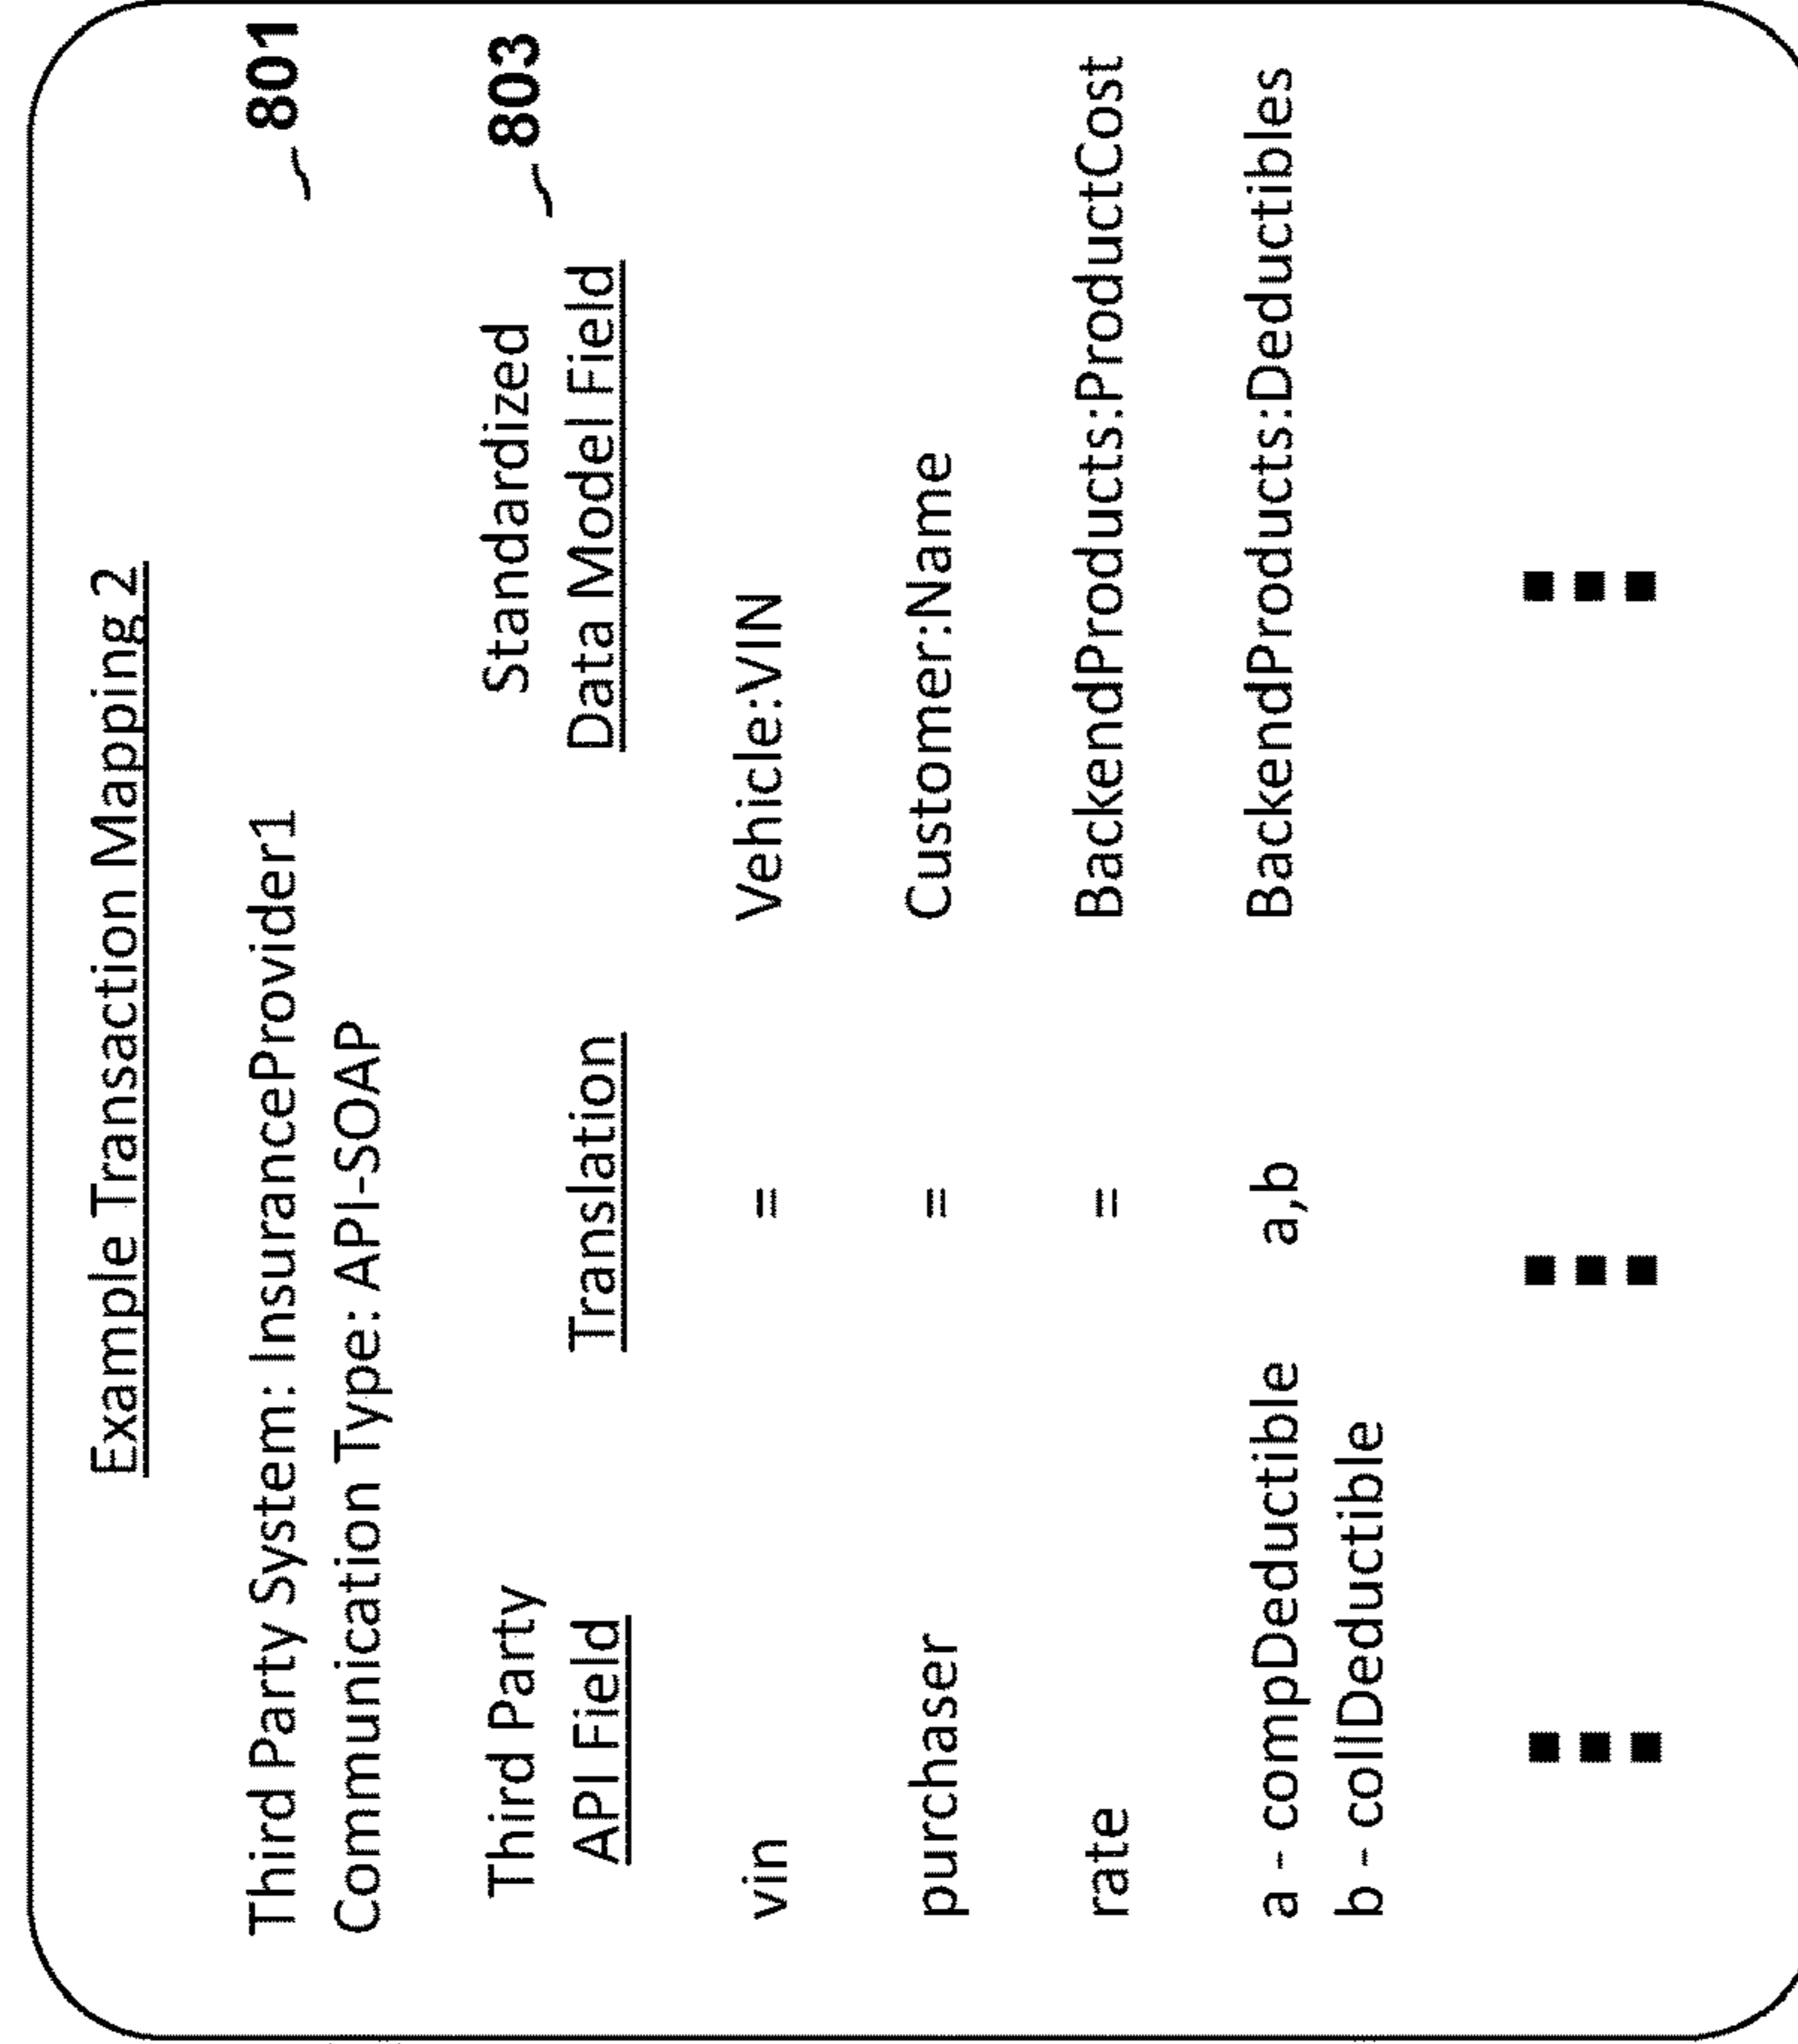 Example Transaction Mapping 2
Third Party System: InsuranceProvider1 801
Communication Type: API-SOAP
Third Party Standardized 803
API Field Translation Data Model Field
vin = Vehicle:VIN
purchaser = Customer:Name
rate = BackendProducts:ProductCost
a - compDeductible a,b BackendProducts:Deductibles
b - collDeductible